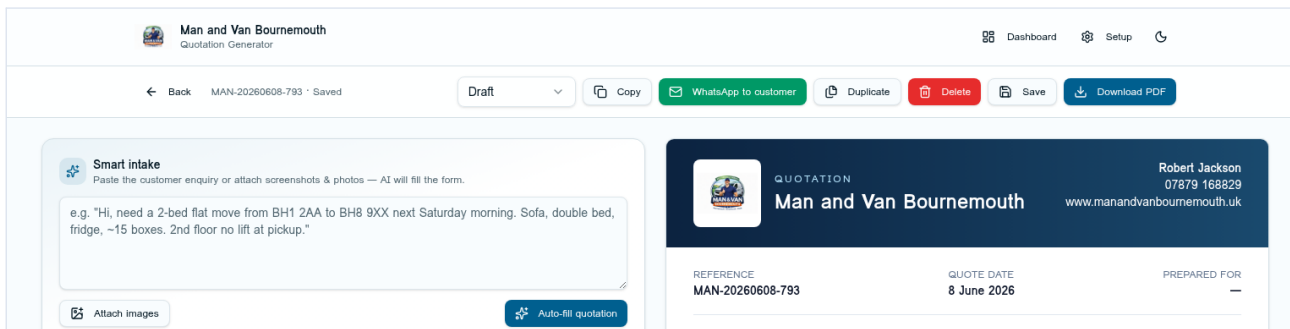 Man and Van Bournemouth
Quotation Generator
Dashboard
Setup
Back
MAN-20260608-793 · Saved
Draft
Copy
WhatsApp to customer
Duplicate
Delete
Save
Download PDF
Smart intake
Paste the customer enquiry or attach screenshots & photos — AI will fill the form.
e.g. "Hi, need a 2-bed flat move from BH1 2AA to BH8 9XX next Saturday morning. Sofa, double bed,
fridge, ~15 boxes. 2nd floor no lift at pickup."
Attach images
Auto-fill quotation
MAN&VAN
QUOTATION
Man and Van Bournemouth
Robert Jackson
07879 168829
www.manandvanbournemouth.uk
REFERENCE
MAN-20260608-793
QUOTE DATE
8 June 2026
PREPARED FOR
—